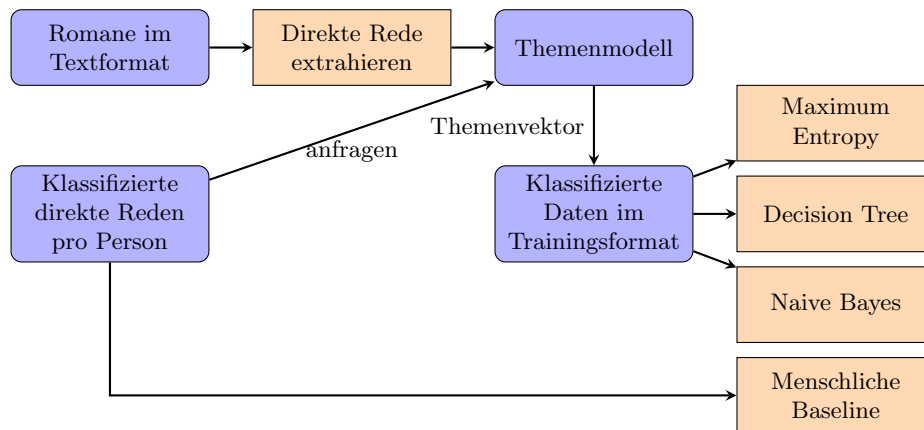 Romane im
Textformat
Direkte Rede
extrahieren
Themenmodell
anfragen
Themenvektor
Maximum
Entropy
Klassifizierte
direkte Reden
pro Person
Klassifizierte
Daten im
Trainingsformat
Decision Tree
Naive Bayes
Menschliche
Baseline